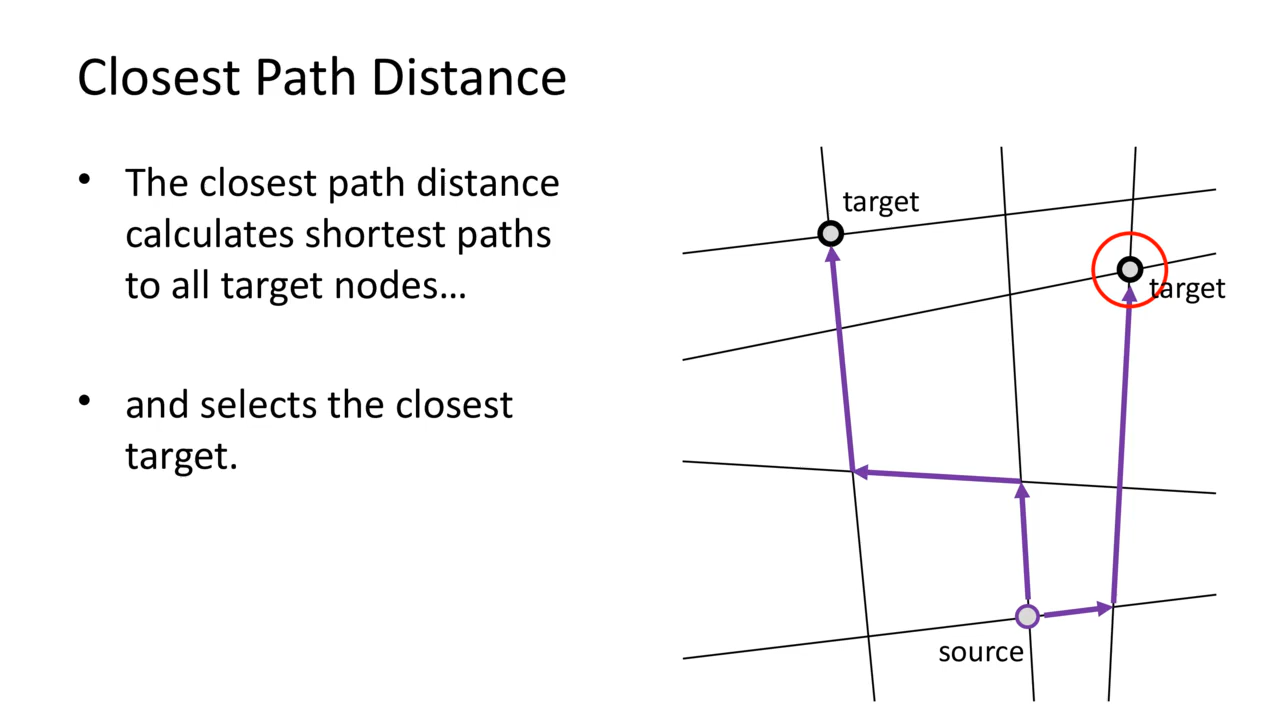 Closest Path Distance
• The closest path distance
calculates shortest paths
to all target nodes…
• and selects the closest
target.
target
target
source